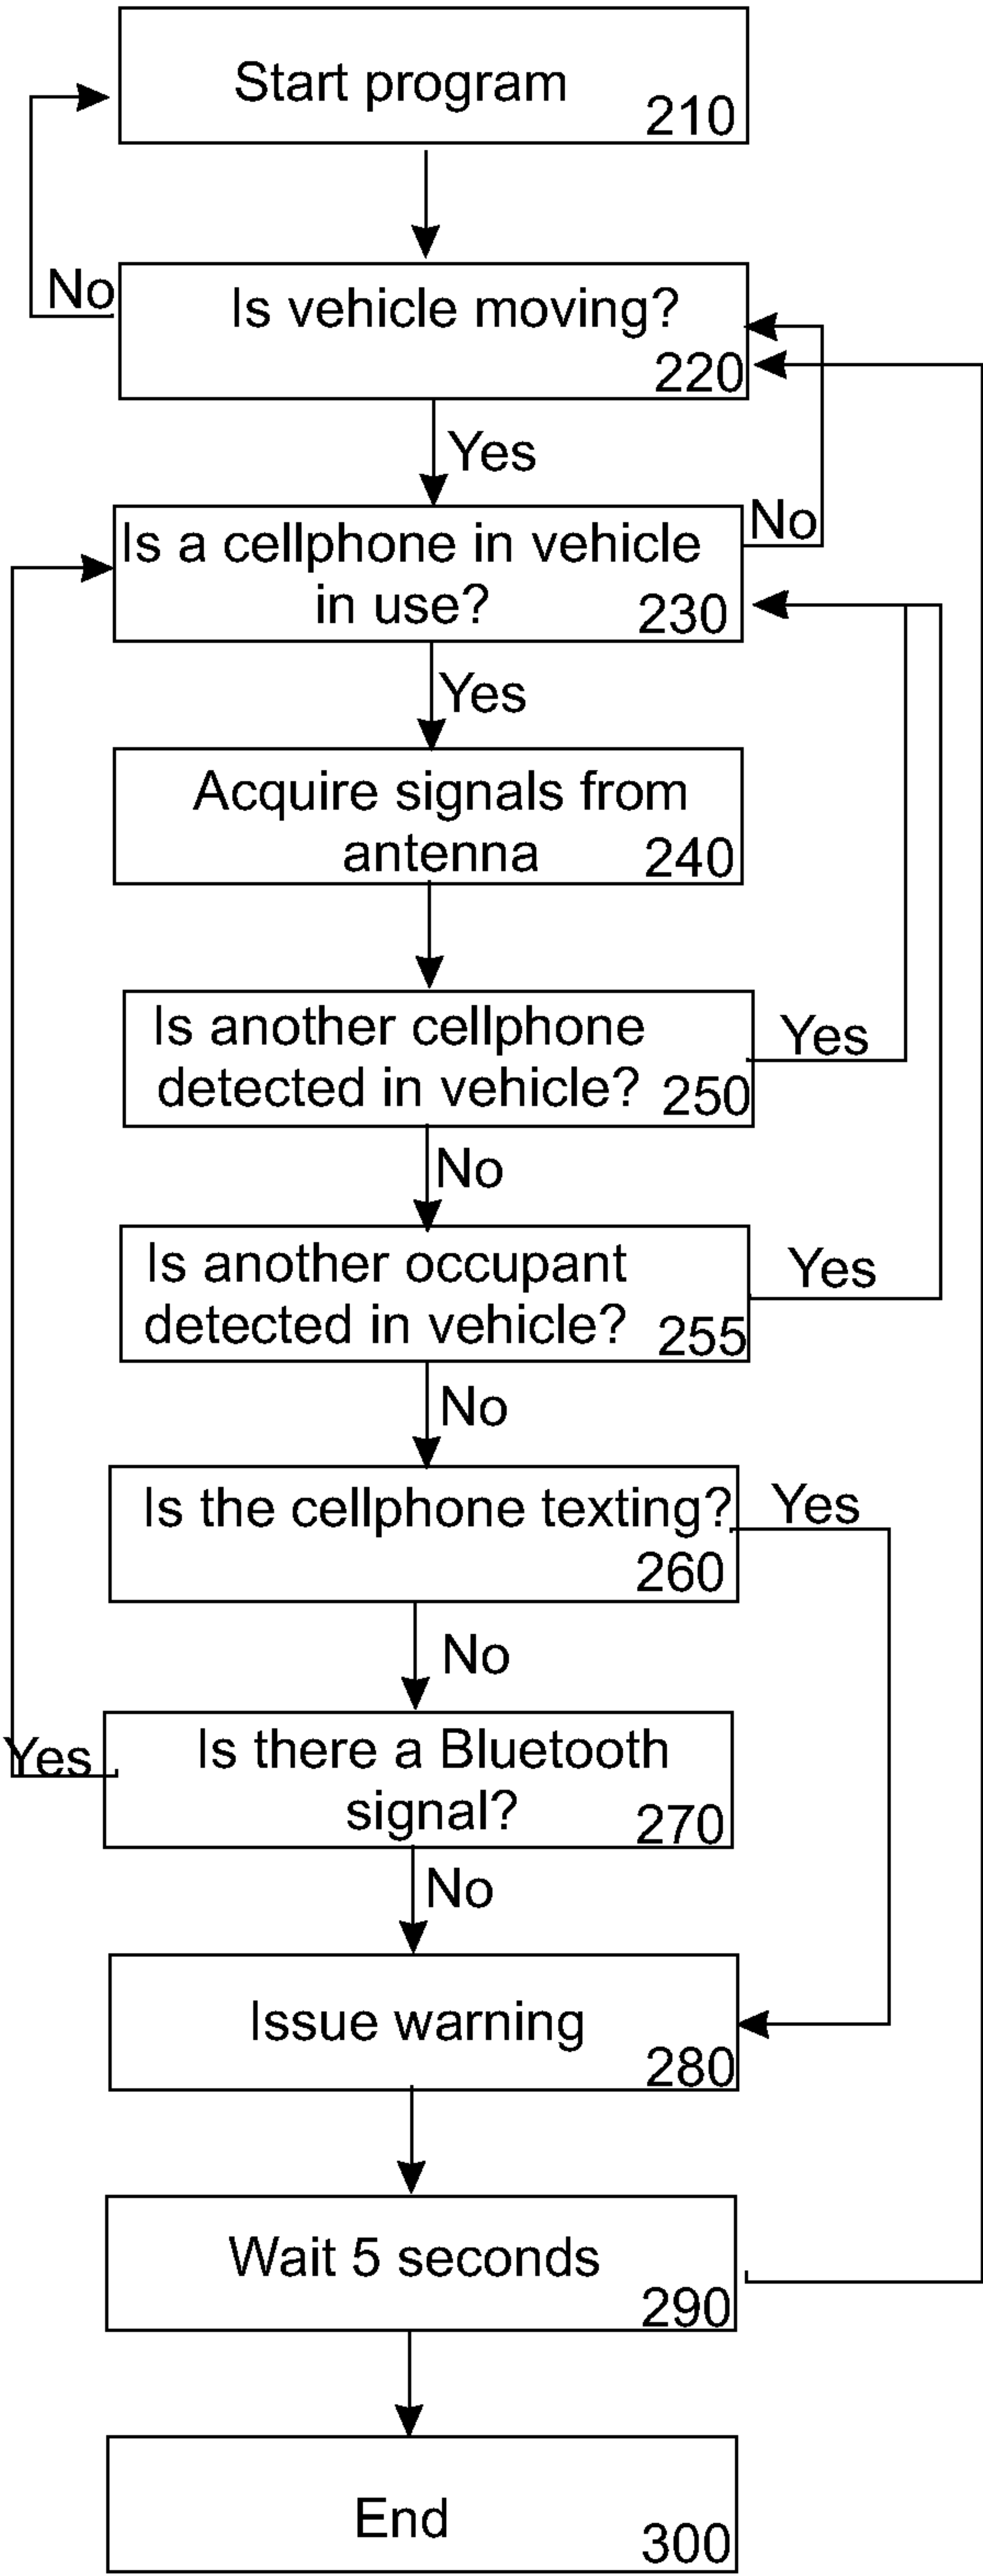 Start program
210
No
Is vehicle moving?
220
Yes
No
Is a cellphone in vehicle
in use?
230
Yes
Acquire signals from
antenna
240
Is another cellphone
detected in vehicle?
250
Yes
No
Is another occupant
detected in vehicle?
255
Yes
No
Is the cellphone texting?
260
Yes
No
Yes
Is there a Bluetooth
signal?
270
No
Issue warning
280
Wait 5 seconds
290
End
300